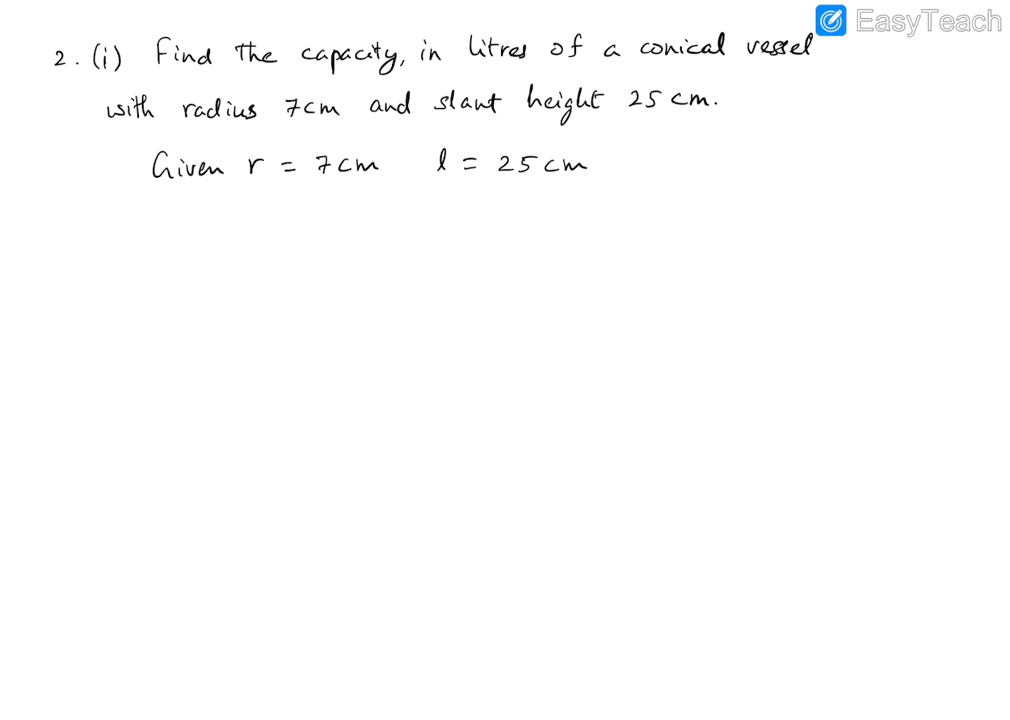 EasyTeach
2. (i) Find the capacity, in litres of a conical vessel
with radius 7cm and slant height 25 cm.
Given r = 7cm l = 25 cm